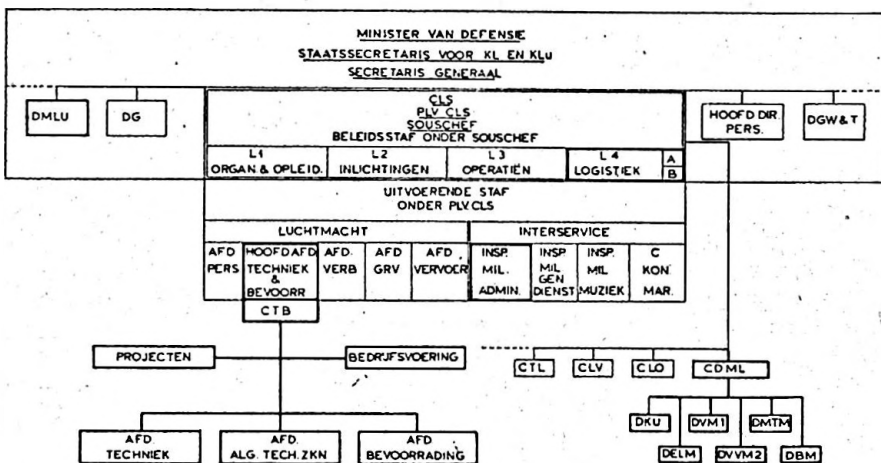 MINISTER VAN DEFENSIE
STAATSSECRETARIS VOOR KL EN KLu
SECRETARIS GENERAAL
DMLU
DG
CLS
PLV CLS
SOUSCHEF
BELEIDSSTAF ONDER SOUSCHEF
HOOFD DIR.
PERS.
DGW & T
L1
ORGAN & OPLEID.
L2
INLICHTINGEN
L3
OPERATIËN
L4
LOGISTIEK
A
B
UITVOERENDE STAF
ONDER PLV.CLS
LUCHTMACHT
INTERSERVICE
AFD
PERS
HOOFD AFD
TECHNIEK
&
BEVOORR
AFD.
VERB
AFD
GRV
AFD
VERVOER
INSP.
MIL.
ADMIN.
INSP.
MIL
GEN
DIENST
INSP.
MIL
MUZIEK
C
KON
MAR.
CTB
PROJECTEN
BEDRIJFSVOERING
CTL
CLV
CLO
CDML
DKU
DVM1
DMTM
DELM
DVVM2
DBM
AFD.
TECHNIEK
AFD.
ALG. TECH. ZKN
AFD
BEVOORRADING